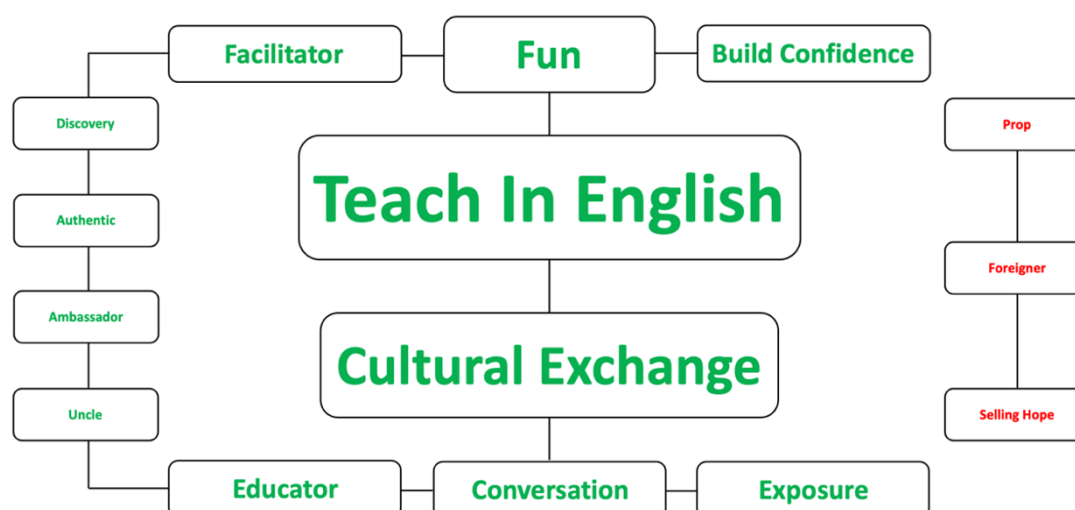 Facilitator
Fun
Build Confidence
Discovery
Prop
Teach In English
Authentic
Foreigner
Ambassador
Cultural Exchange
Uncle
Selling Hope
Educator
Conversation
Exposure